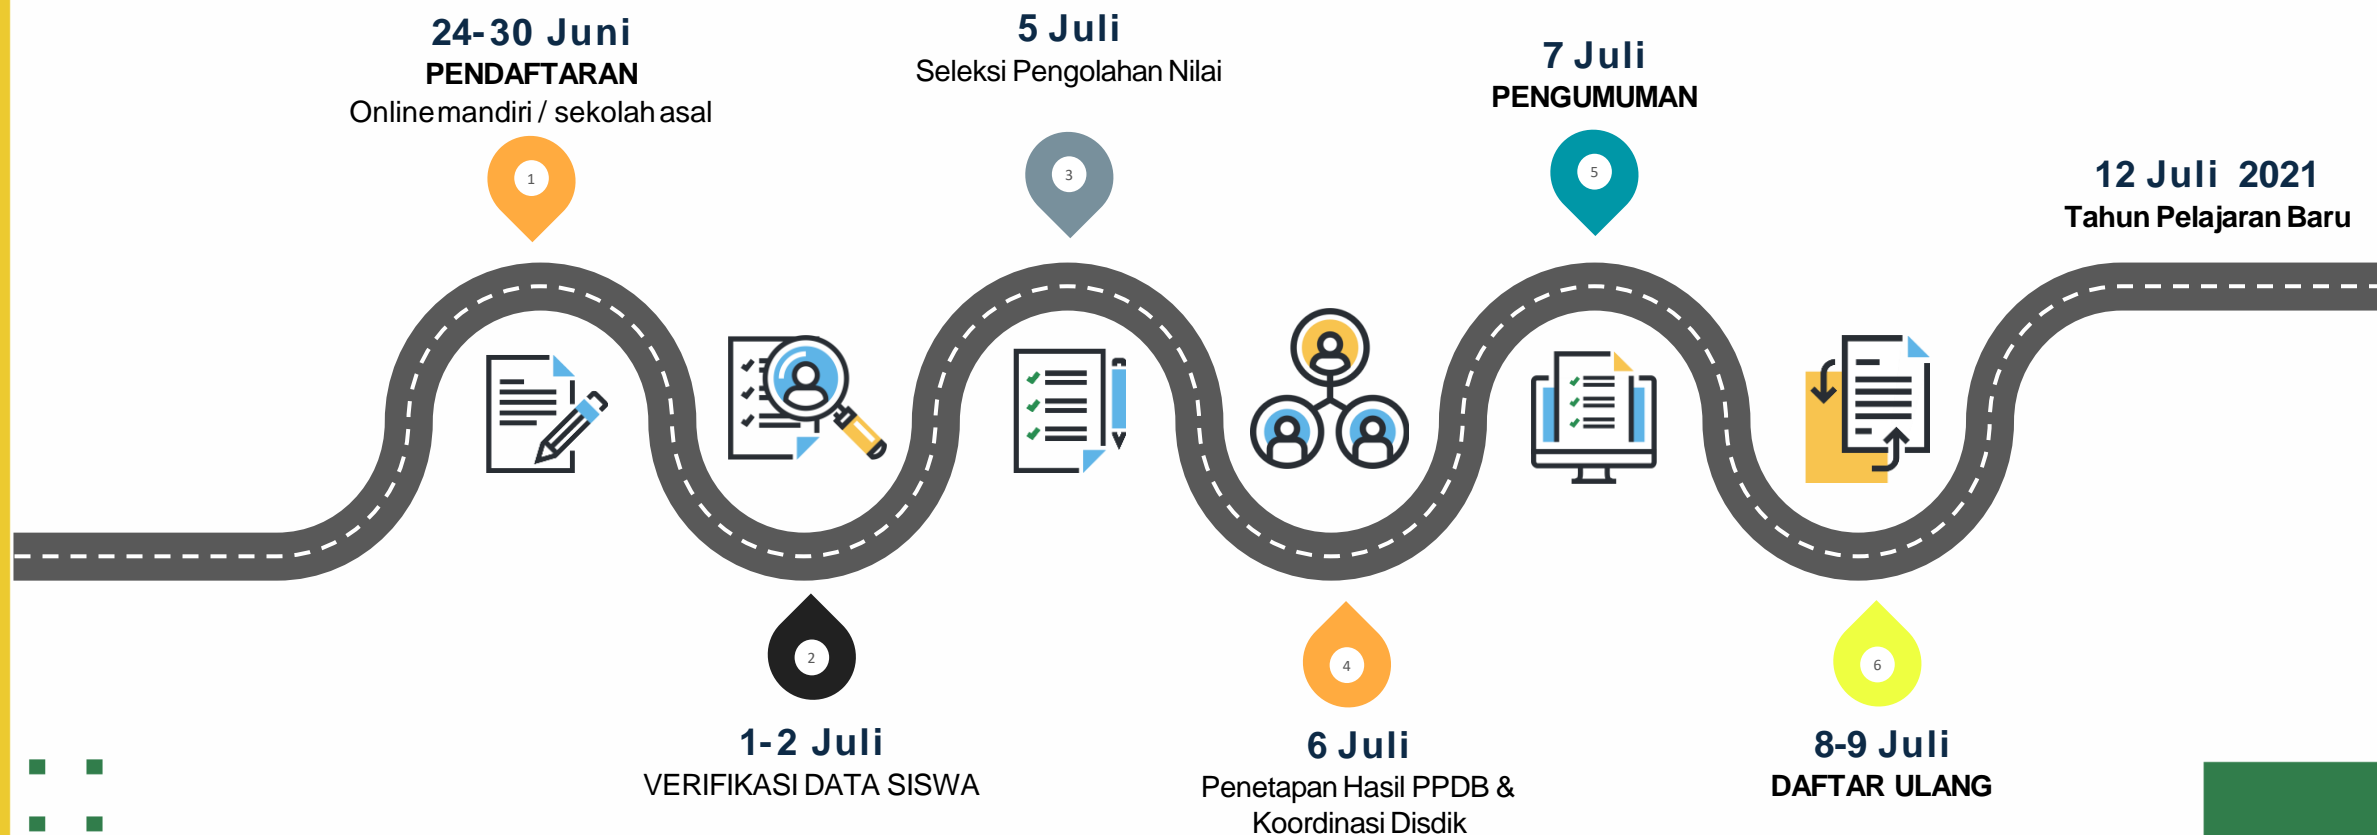 24-30 Juni
PENDAFTARAN
Online mandiri / sekolah asal
1
1-2 Juli
VERIFIKASI DATA SISWA
2
5 Juli
Seleksi Pengolahan Nilai
3
6 Juli
Penetapan Hasil PPDB &
Koordinasi Disdik
4
7 Juli
PENGUMUMAN
5
8-9 Juli
DAFTAR ULANG
6
12 Juli 2021
Tahun Pelajaran Baru